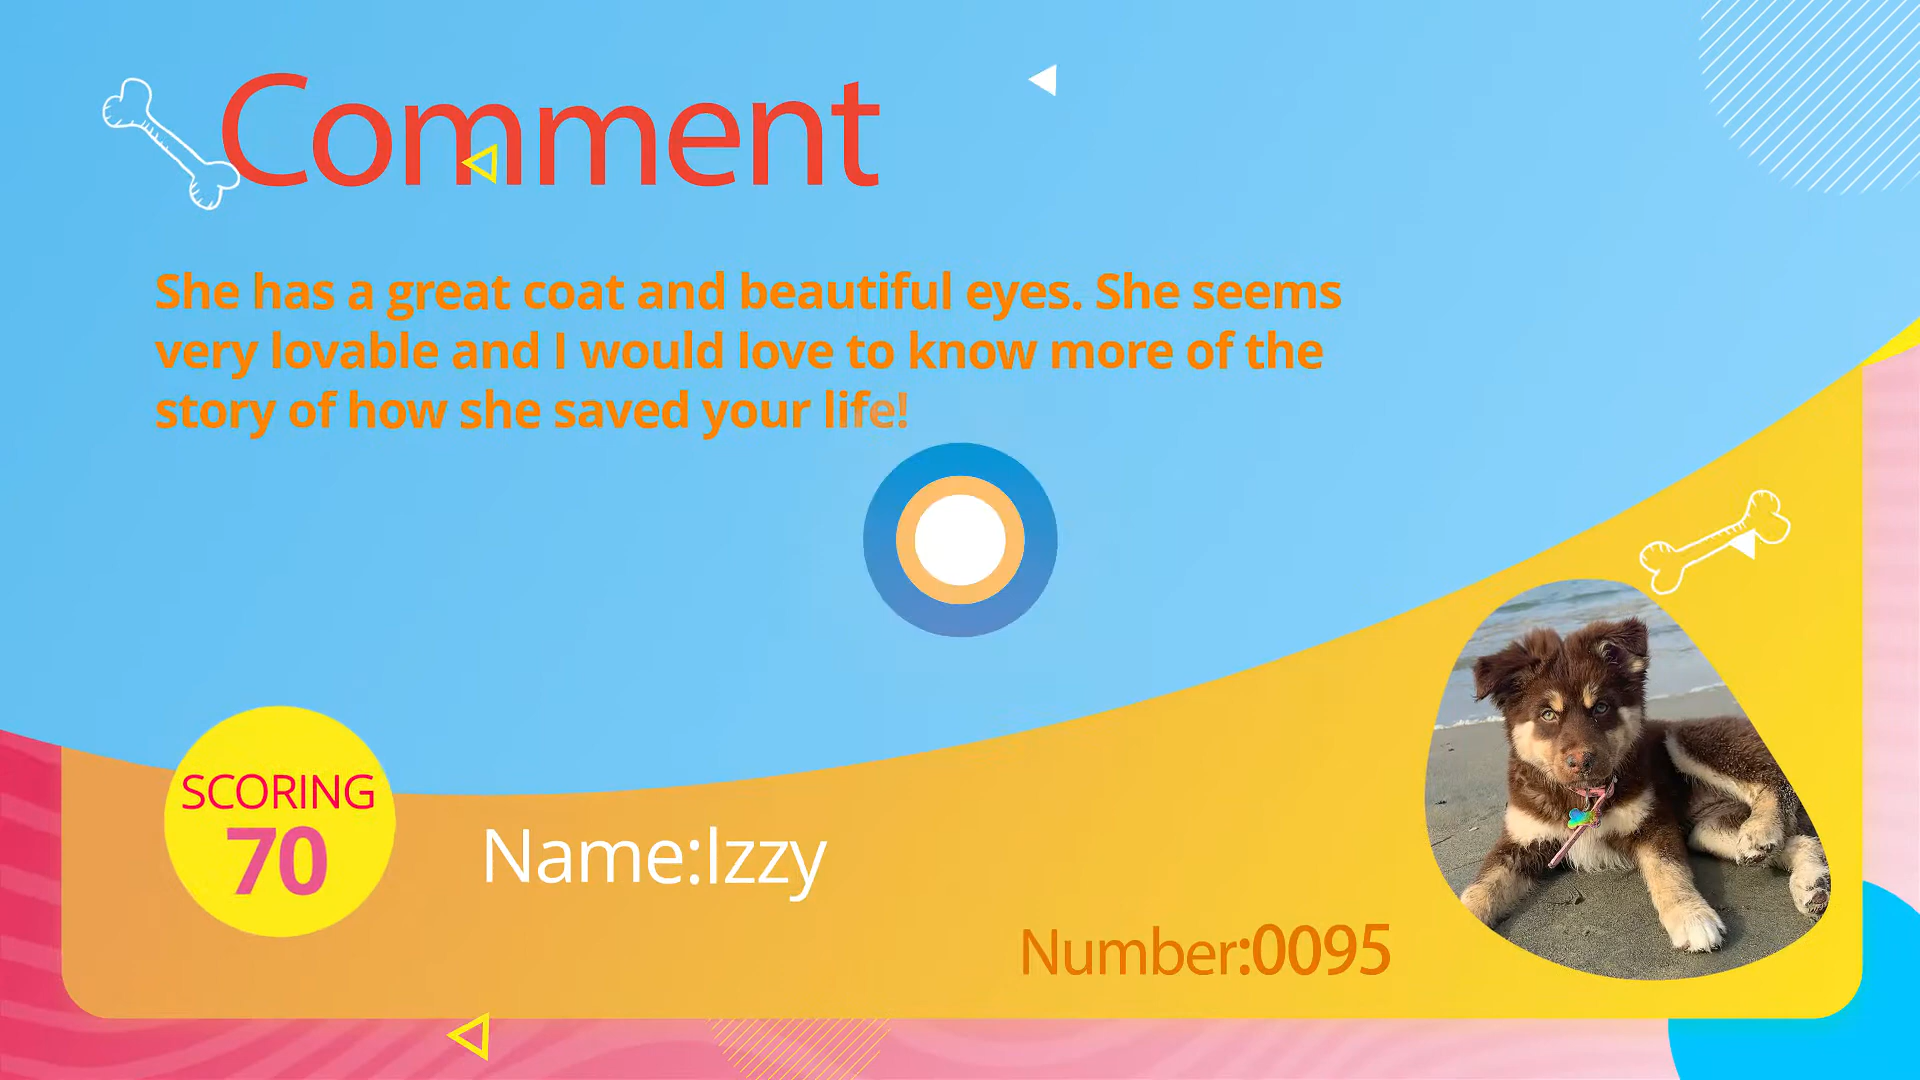 Comment
She has a great coat and beautiful eyes. She seems
very lovable and I would love to know more of the
story of how she saved your life!
SCORING
70
Name:Izzy
Number:0095